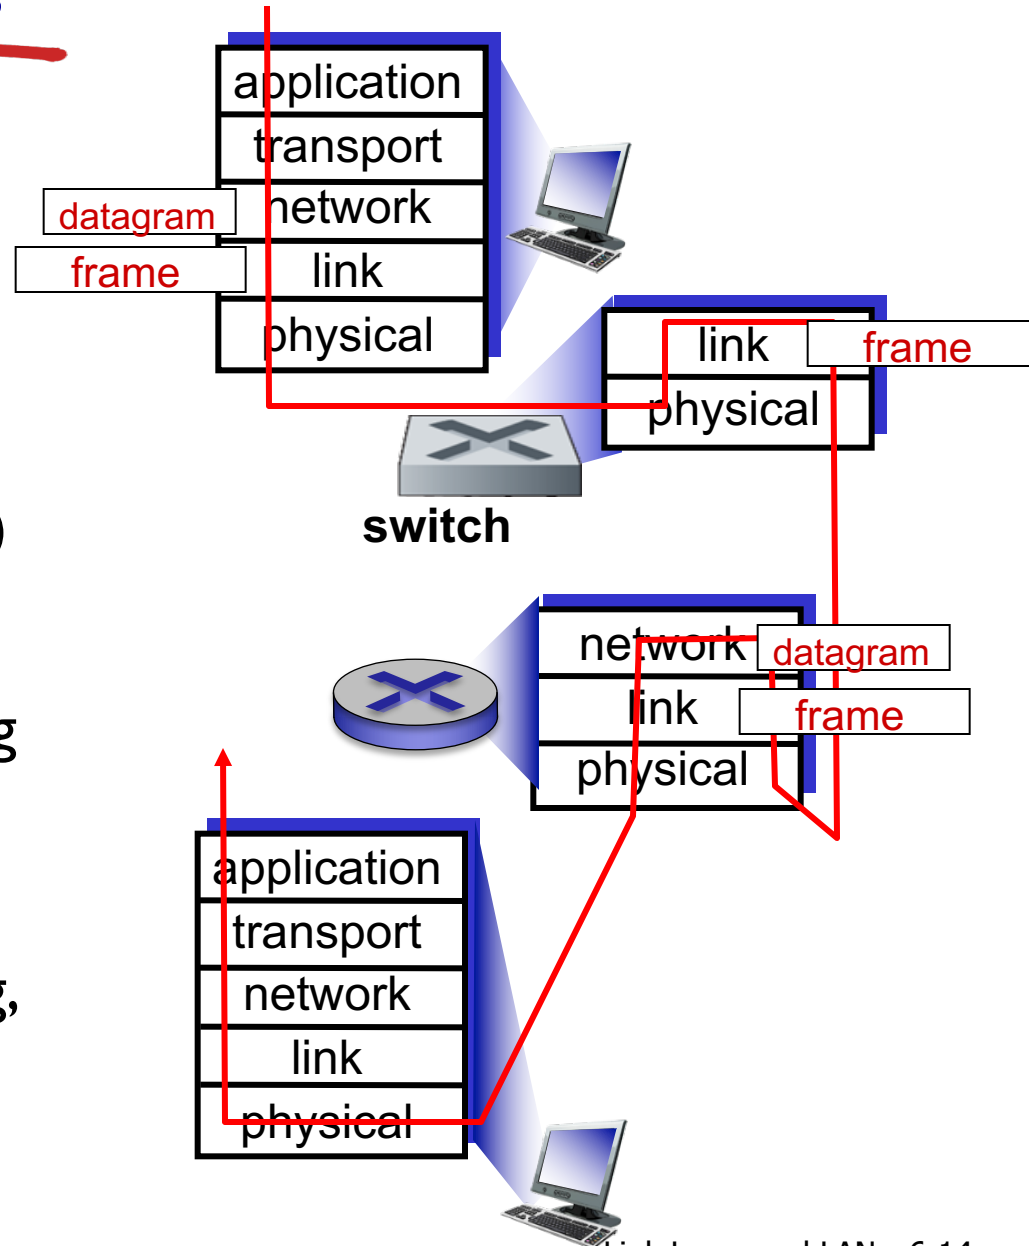 application
transport
datagram network
frame link
physical
link frame
physical
switch
)
network datagram
link frame
g
physical
application
transport
network
g,
link
physical